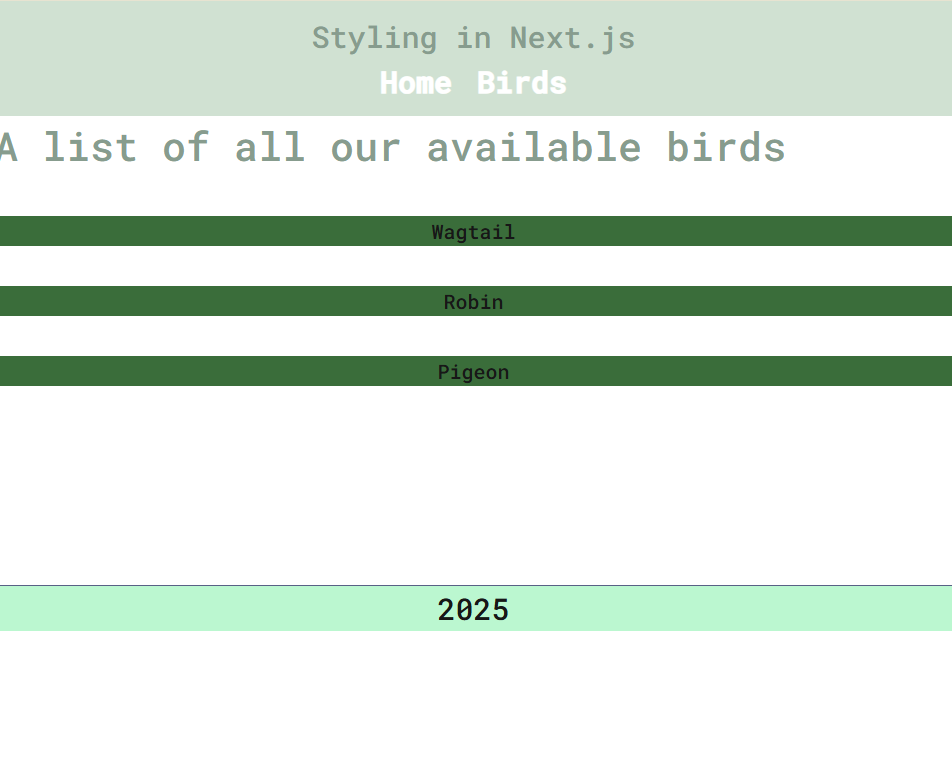 Styling in Next.js
Home Birds
A list of all our available birds
Wagtail
Robin
Pigeon
2025